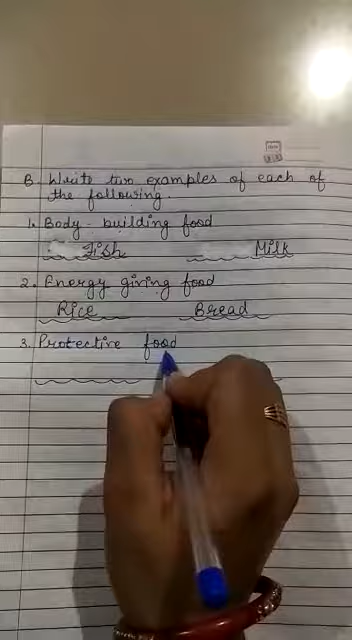 B. Write two examples of each of
the following.
1. Body-building food
Fish Milk
2. Energy giving food
Rice Bread
3. Protective food